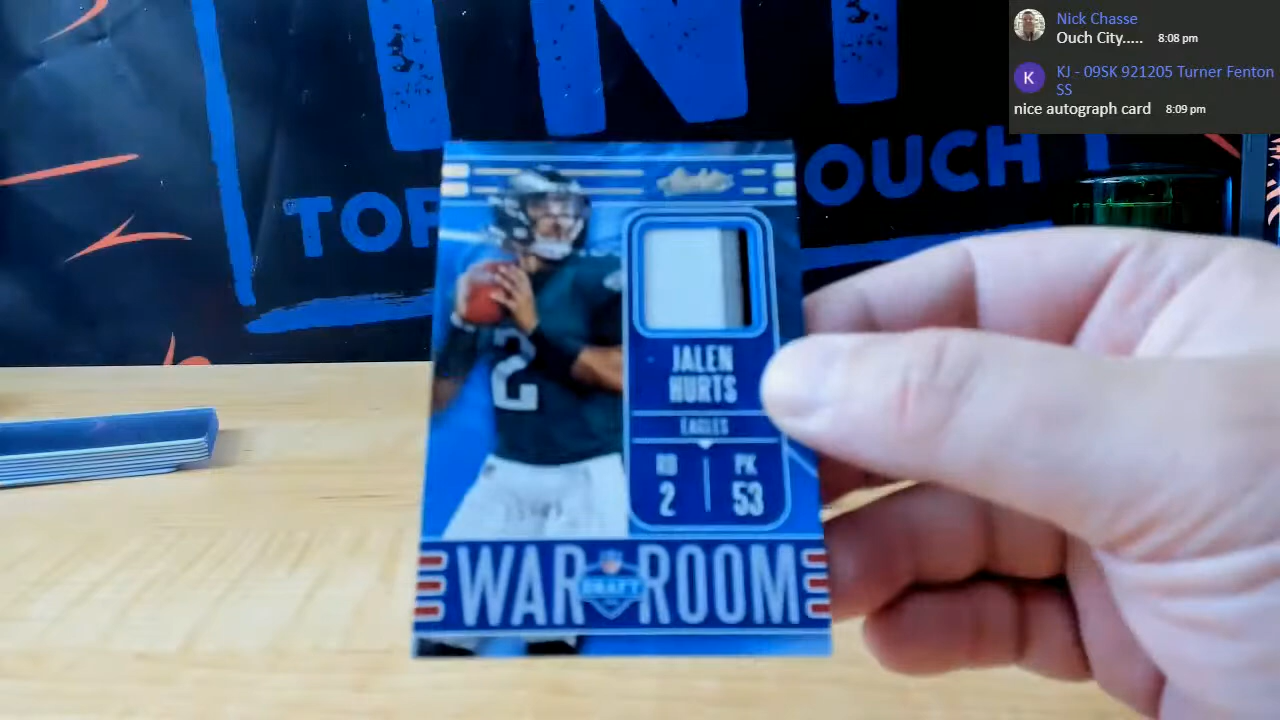 Nick Chasse
Ouch City..... 8:08 pm
K
KJ - 09SK 921205 Turner Fenton
SS
nice autograph card 8:09 pm
OUCH
JALEN
HURTS
EAGLES
RD PK
2 53
2
WAR DRAFT ROOM